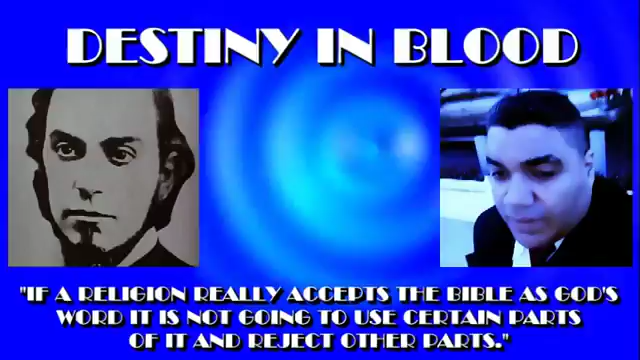 DESTINY IN BLOOD
"IF A RELIGION REALLY ACCEPTS THE BIBLE AS GOD'S
WORD IT IS NOT GOING TO USE CERTAIN PARTS
OF IT AND REJECT OTHER PARTS."